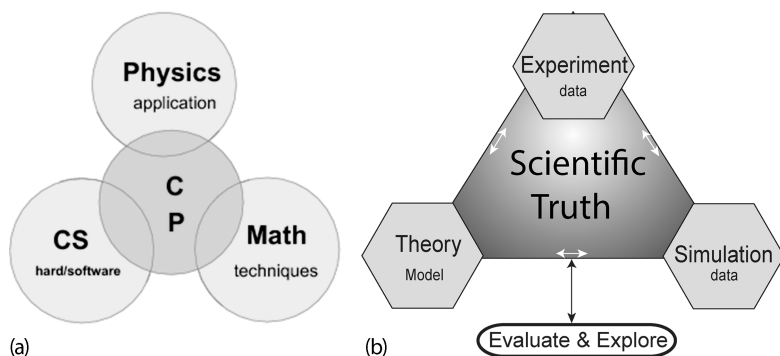 Physics
application
C
P
CS
hard/software
Math
techniques
(a)
Experiment
data
Scientific
Truth
Theory
Model
Simulation
data
Evaluate & Explore
(b)